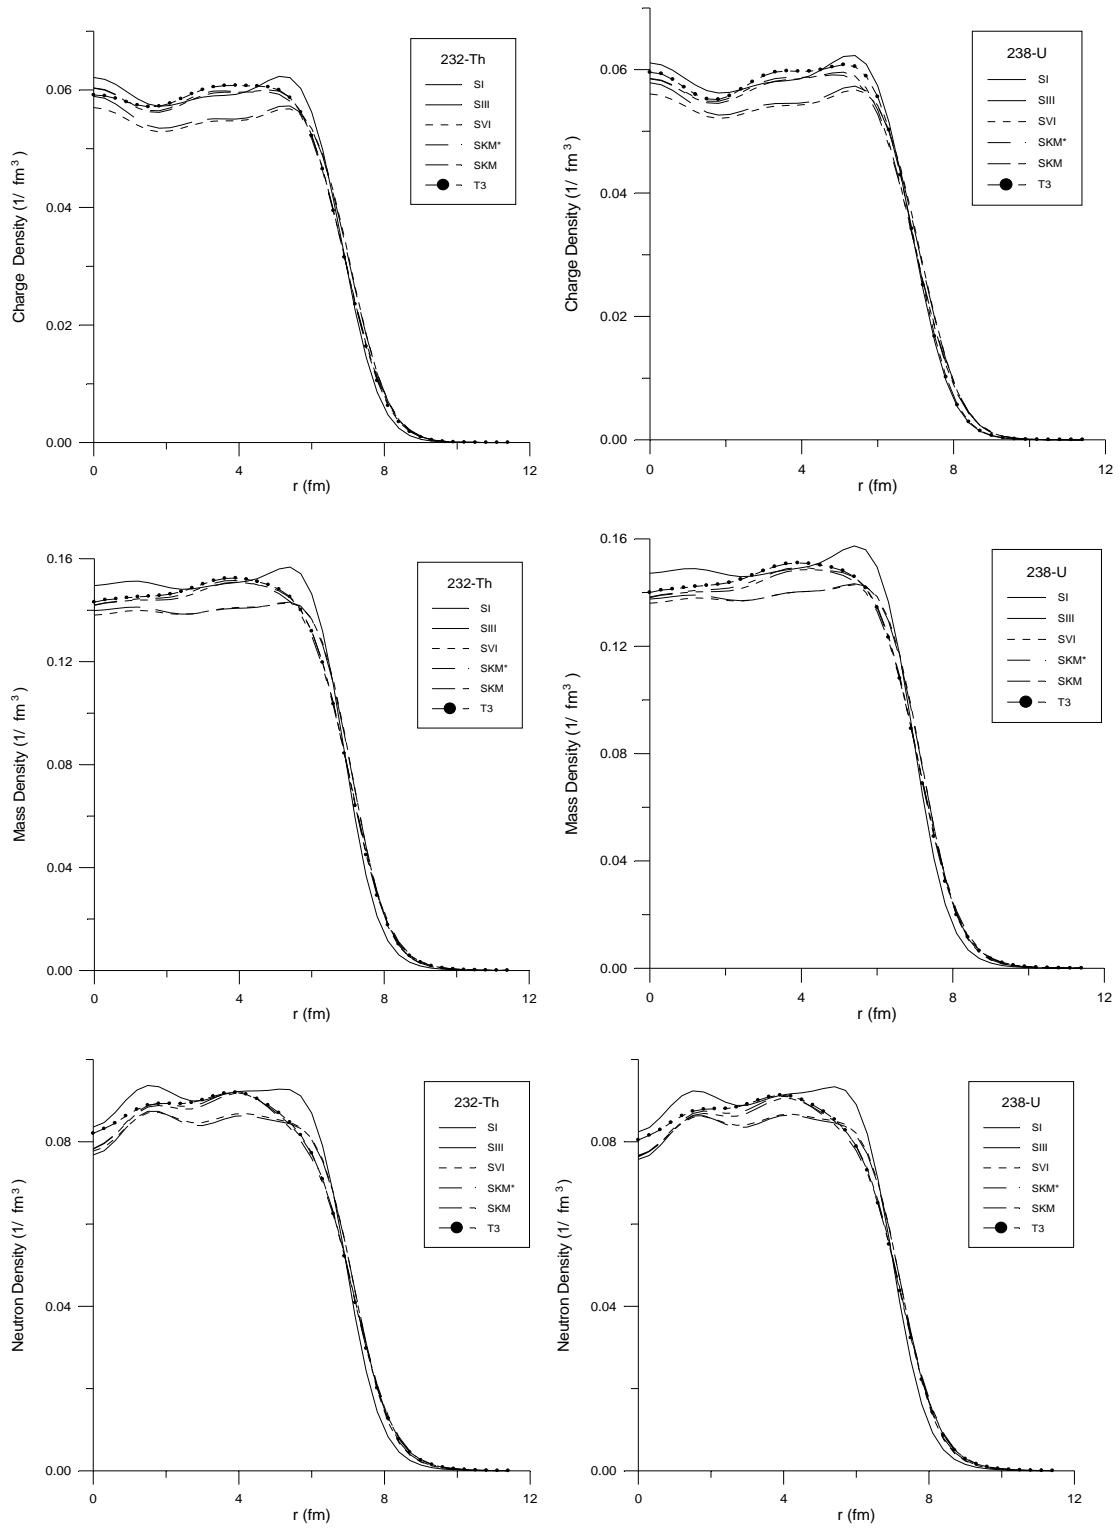 232-Th
SI
SIII
SVI
SKM*
SKM
T3
Charge Density (1/ fm³)
0.06
0.04
0.02
0.00
0
4
8
12
r (fm)
238-U
SI
SIII
SVI
SKM*
SKM
T3
Charge Density (1/ fm³)
0.06
0.04
0.02
0.00
0
4
8
12
r (fm)
232-Th
SI
SIII
SVI
SKM*
SKM
T3
Mass Density (1/ fm³)
0.16
0.12
0.08
0.04
0.00
0
4
8
12
r (fm)
238-U
SI
SIII
SVI
SKM*
SKM
T3
Mass Density (1/ fm³)
0.16
0.12
0.08
0.04
0.00
0
4
8
12
r (fm)
232-Th
SI
SIII
SVI
SKM*
SKM
T3
Neutron Density (1/ fm³)
0.08
0.04
0.00
0
4
8
12
r (fm)
238-U
SI
SIII
SVI
SKM*
SKM
T3
Neutron Density (1/ fm³)
0.08
0.04
0.00
0
4
8
12
r (fm)